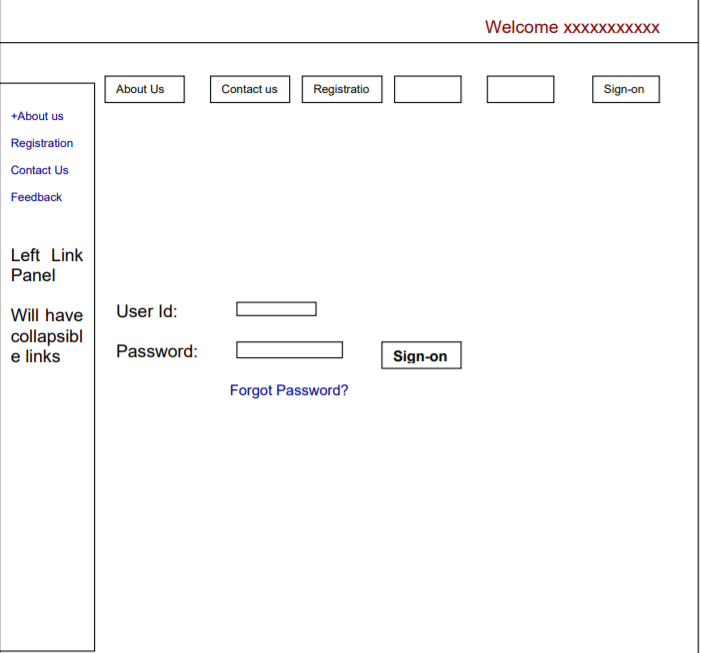 Welcome xxxxxxxxxxx
About Us
Contact us
Registratio
Sign-on
+About us
Registration
Contact Us
Feedback
Left Link
Panel
Will have
collapsibl
e links
User Id:
Password:
Sign-on
Forgot Password?